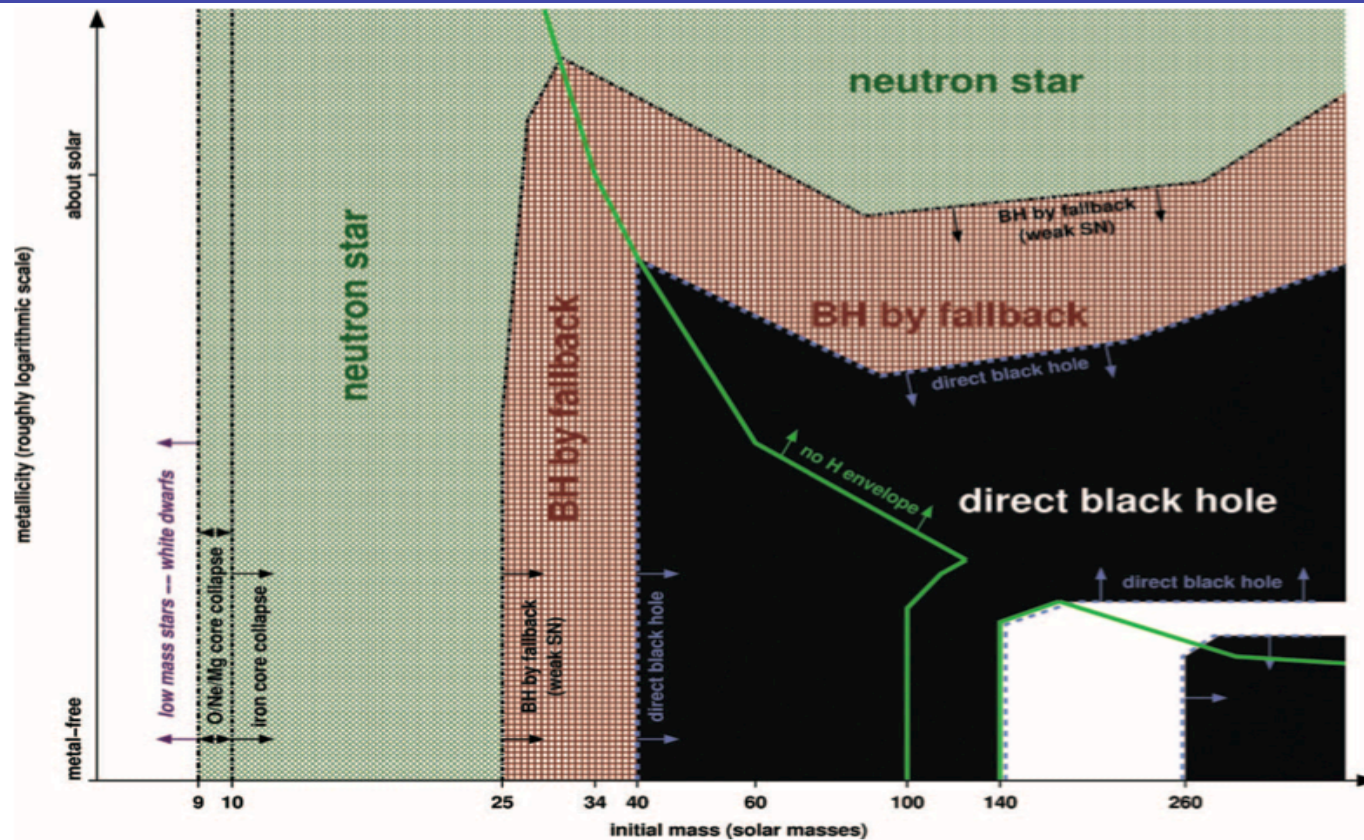 neutron star
about solar
BH by fallback
(weak SN)
metallicity (roughly logarithmic scale)
neutron star
BH by fallback
BH by fallback
direct black hole
no H envelope
direct black hole
low mass stars –– white dwarfs
O/Ne/Mg core collapse
iron core collapse
BH by fallback
(weak SN)
direct black hole
direct black hole
metal–free
9 10 25 34 40 60 100 140 260
initial mass (solar masses)